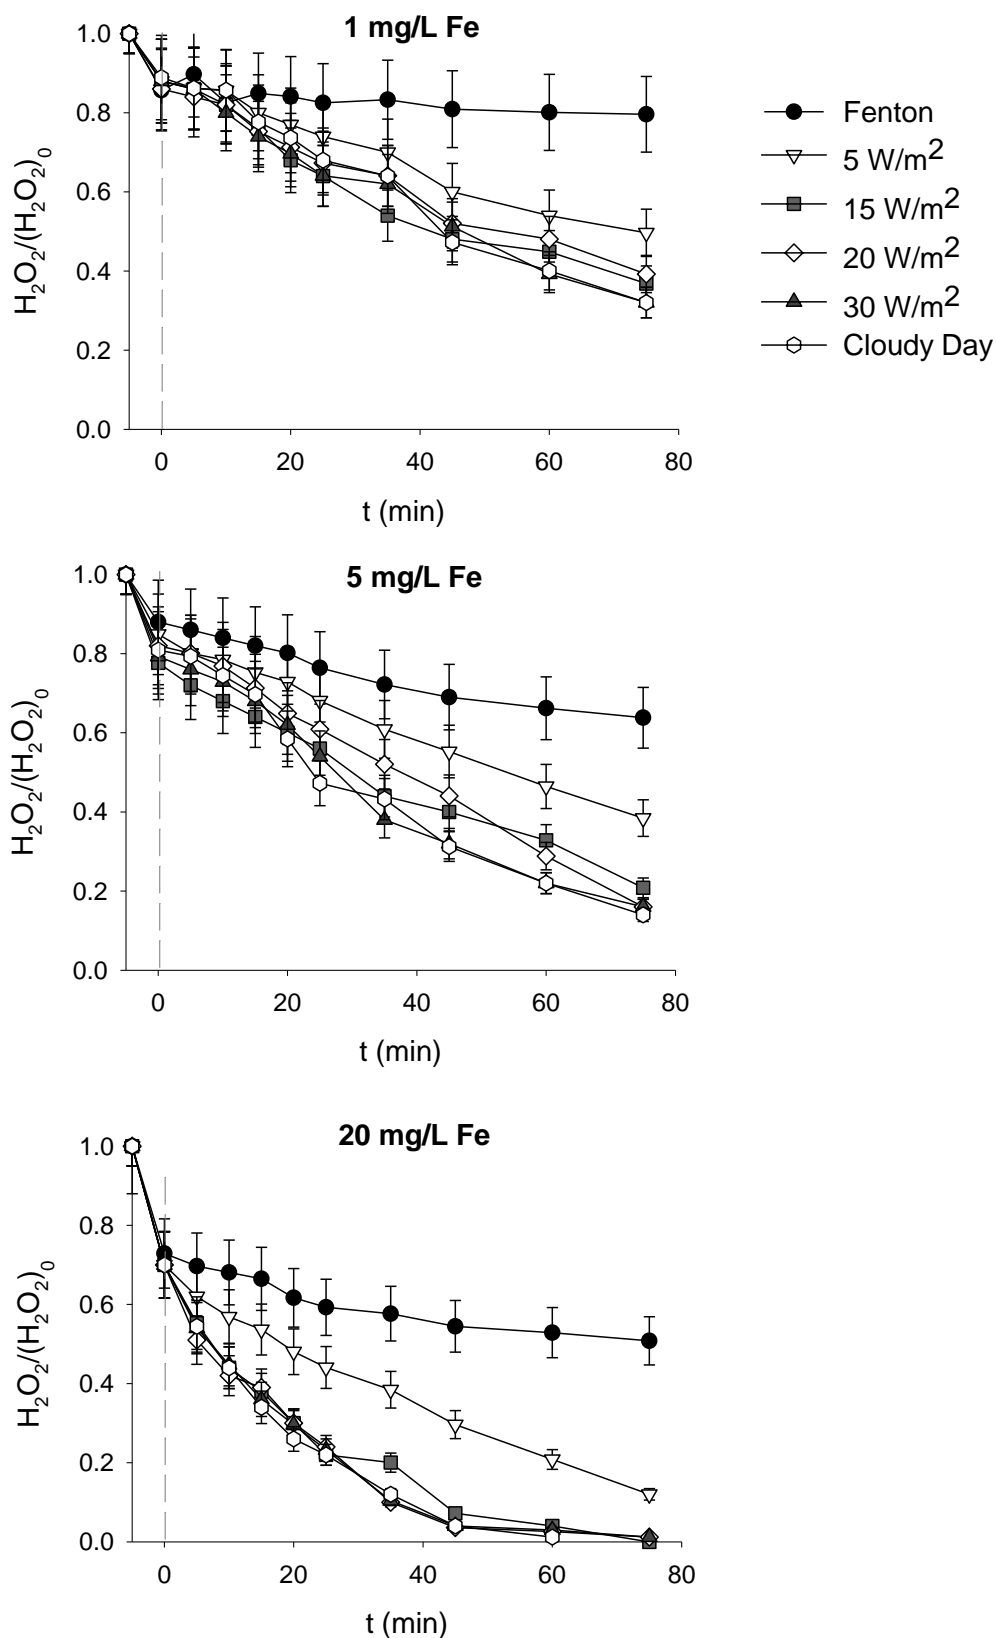 1 mg/L Fe
1.0
0.8
0.6
0.4
0.2
0.0
H₂O₂/(H₂O₂)₀
0 20 40 60 80
t (min)
Fenton
5 W/m²
15 W/m²
20 W/m²
30 W/m²
Cloudy Day
5 mg/L Fe
1.0
0.8
0.6
0.4
0.2
0.0
H₂O₂/(H₂O₂)₀
0 20 40 60 80
t (min)
20 mg/L Fe
1.0
0.8
0.6
0.4
0.2
0.0
H₂O₂/(H₂O₂)₀
0 20 40 60 80
t (min)